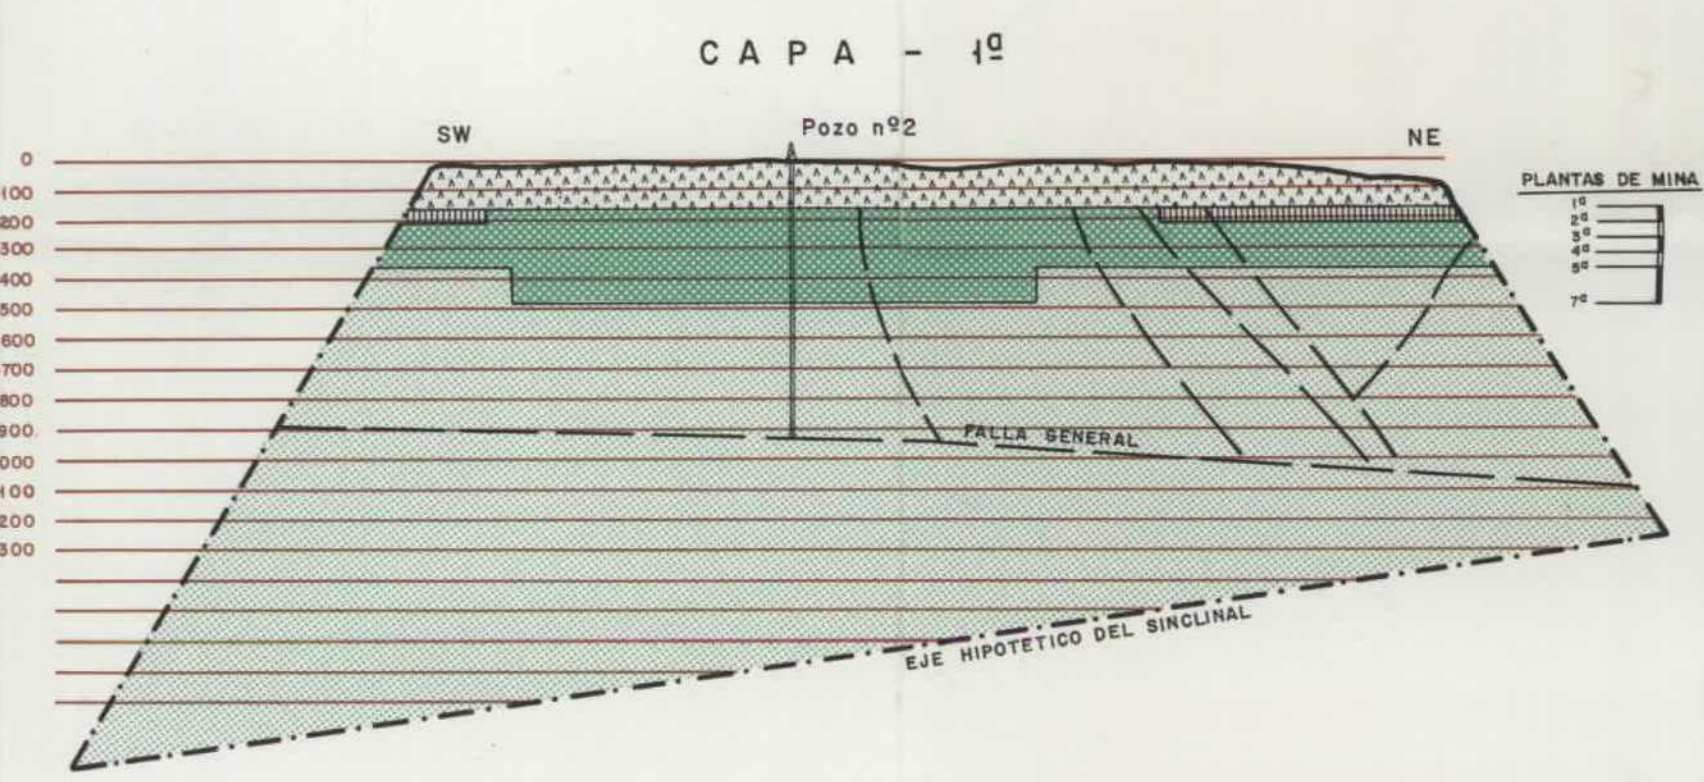 CAPA - 1ª
SW
Pozo nº2
NE
0
100
200
300
400
500
600
700
800
900
000
100
200
300
PLANTAS DE MINA
1ª
2ª
3ª
4ª
5ª
7ª
FALLA GENERAL
EJE HIPOTETICO DEL SINCLINAL